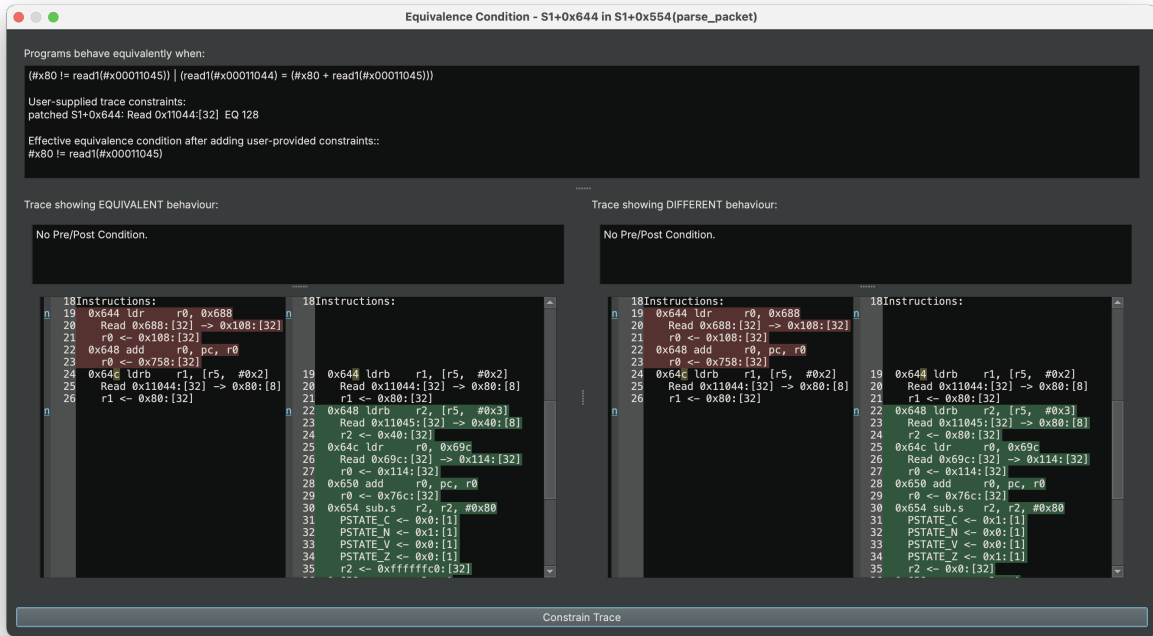 Equivalence Condition - S1+0x644 in S1+0x554(parse_packet)
Programs behave equivalently when:
(#x80 != read1(#x00011045)) | (read1(#x00011044) = (#x80 + read1(#x00011045)))
User-supplied trace constraints:
patched S1+0x644: Read 0x11044:[32]  EQ 128
Effective equivalence condition after adding user-provided constraints::
#x80 != read1(#x00011045)
Trace showing EQUIVALENT behaviour:
No Pre/Post Condition.
18 Instructions:
n 19 0x644 ldr r0, 0x688
20 Read 0x688:[32] -> 0x108:[32]
21 r0 <- 0x108:[32]
22 0x648 add r0, pc, r0
23 r0 <- 0x758:[32]
24 0x64c ldrb r1, [r5, #0x2]
25 Read 0x11044:[32] -> 0x80:[8]
26 r1 <- 0x80:[32]
n
18 Instructions:
n
19 0x644 ldrb r1, [r5, #0x2]
20 Read 0x11044:[32] -> 0x80:[8]
21 r1 <- 0x80:[32]
n 22 0x648 ldrb r2, [r5, #0x3]
23 Read 0x11045:[32] -> 0x40:[8]
24 r2 <- 0x40:[32]
25 0x64c ldr r0, 0x69c
26 Read 0x69c:[32] -> 0x114:[32]
27 r0 <- 0x114:[32]
28 0x650 add r0, pc, r0
29 r0 <- 0x76c:[32]
30 0x654 sub.s r2, r2, #0x80
31 PSTATE_C <- 0x0:[1]
32 PSTATE_N <- 0x1:[1]
33 PSTATE_V <- 0x0:[1]
34 PSTATE_Z <- 0x0:[1]
35 r2 <- 0xffffffc0:[32]
Trace showing DIFFERENT behaviour:
No Pre/Post Condition.
18 Instructions:
n 19 0x644 ldr r0, 0x688
20 Read 0x688:[32] -> 0x108:[32]
21 r0 <- 0x108:[32]
22 0x648 add r0, pc, r0
23 r0 <- 0x758:[32]
24 0x64c ldrb r1, [r5, #0x2]
25 Read 0x11044:[32] -> 0x80:[8]
26 r1 <- 0x80:[32]
n
18 Instructions:
n
19 0x644 ldrb r1, [r5, #0x2]
20 Read 0x11044:[32] -> 0x80:[8]
21 r1 <- 0x80:[32]
n 22 0x648 ldrb r2, [r5, #0x3]
23 Read 0x11045:[32] -> 0x80:[8]
24 r2 <- 0x80:[32]
25 0x64c ldr r0, 0x69c
26 Read 0x69c:[32] -> 0x114:[32]
27 r0 <- 0x114:[32]
28 0x650 add r0, pc, r0
29 r0 <- 0x76c:[32]
30 0x654 sub.s r2, r2, #0x80
31 PSTATE_C <- 0x1:[1]
32 PSTATE_N <- 0x0:[1]
33 PSTATE_V <- 0x0:[1]
34 PSTATE_Z <- 0x1:[1]
35 r2 <- 0x0:[32]
Constrain Trace